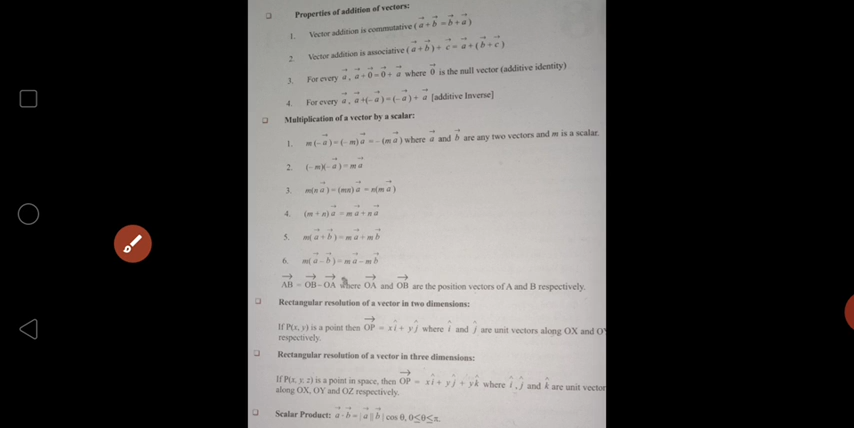 ❑ Properties of addition of vectors:
1. Vector addition is commutative (a⃗ + b⃗ = b⃗ + a⃗)
2. Vector addition is associative (a⃗ + b⃗) + c⃗ = a⃗ + (b⃗ + c⃗)
3. For every a⃗, a⃗ + 0⃗ = 0⃗ + a⃗ where 0⃗ is the null vector (additive identity)
4. For every a⃗, a⃗ +(– a⃗) = (– a⃗) + a⃗ [additive Inverse]
❑ Multiplication of a vector by a scalar:
1. m (– a⃗) = (– m) a⃗ = – (m a⃗) where a⃗ and b⃗ are any two vectors and m is a scalar.
2. (– m)(– a⃗) = m a⃗
3. m(n a⃗) = (mn) a⃗ = n(m a⃗)
4. (m + n) a⃗ = m a⃗ + n a⃗
5. m( a⃗ + b⃗ ) = m a⃗ + m b⃗
6. m( a⃗ – b⃗ ) = m a⃗ – m b⃗
AB⃗ = OB⃗ – OA⃗ where OA⃗ and OB⃗ are the position vectors of A and B respectively.
❑ Rectangular resolution of a vector in two dimensions:
If P(x, y) is a point then OP⃗ = x î + y ĵ where î and ĵ are unit vectors along OX and OY
respectively.
❑ Rectangular resolution of a vector in three dimensions:
If P(x, y, z) is a point in space, then OP⃗ = x î + y ĵ + y k̂ where î , ĵ and k̂ are unit vector
along OX, OY and OZ respectively.
❑ Scalar Product: a⃗ · b⃗ = | a⃗ || b⃗ | cos θ, 0≤θ≤π.